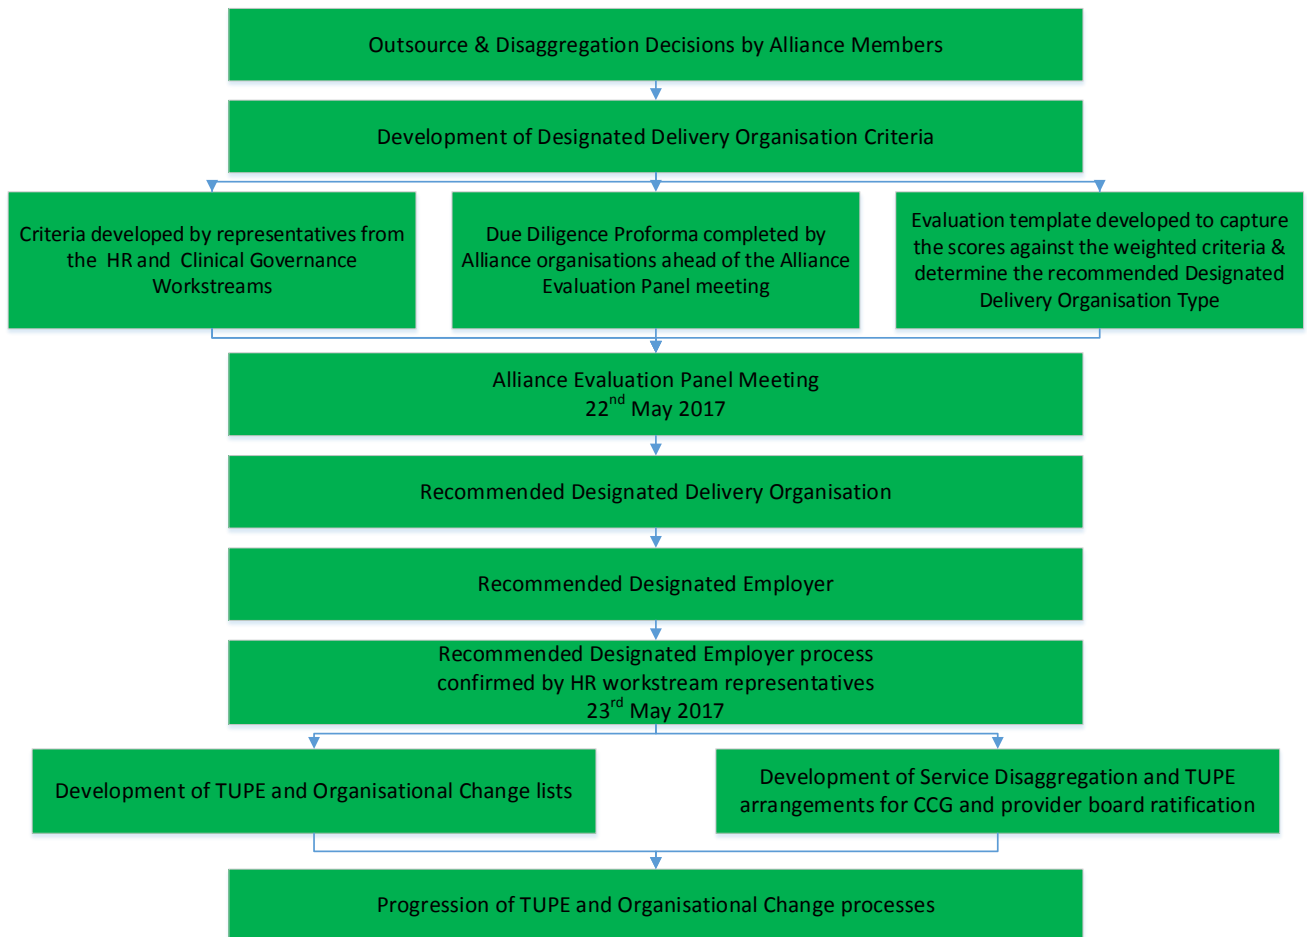 Outsource & Disaggregation Decisions by Alliance Members
Development of Designated Delivery Organisation Criteria
Criteria developed by representatives from
the HR and Clinical Governance
Workstreams
Due Diligence Proforma completed by
Alliance organisations ahead of the Alliance
Evaluation Panel meeting
Evaluation template developed to capture
the scores against the weighted criteria &
determine the recommended Designated
Delivery Organisation Type
Alliance Evaluation Panel Meeting
22nd May 2017
Recommended Designated Delivery Organisation
Recommended Designated Employer
Recommended Designated Employer process
confirmed by HR workstream representatives
23rd May 2017
Development of TUPE and Organisational Change lists
Development of Service Disaggregation and TUPE
arrangements for CCG and provider board ratification
Progression of TUPE and Organisational Change processes